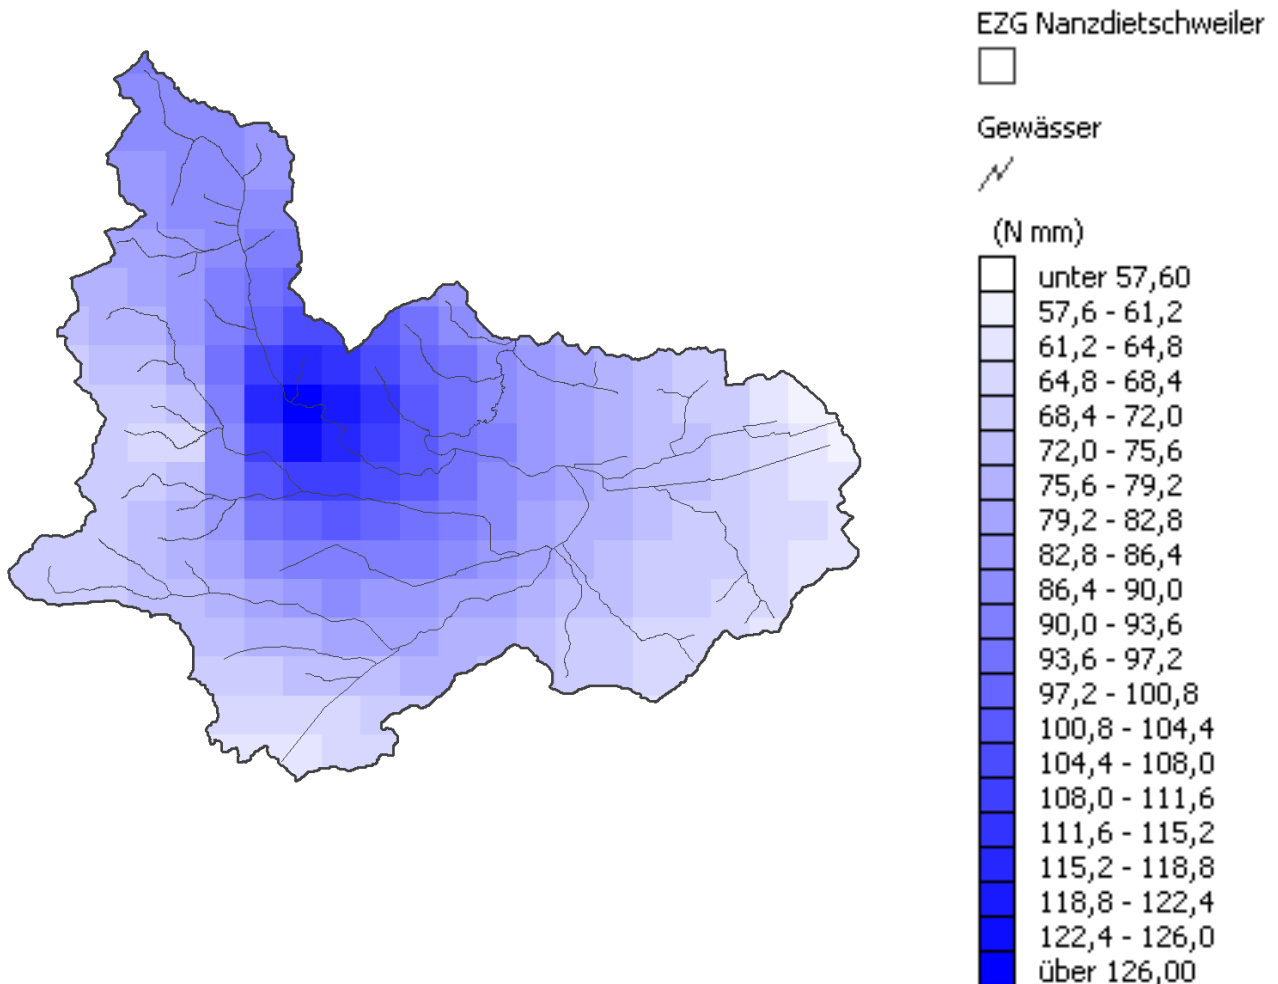 EZG Nanzdietschweiler
Gewässer
(N mm)
unter 57,60
57,6 - 61,2
61,2 - 64,8
64,8 - 68,4
68,4 - 72,0
72,0 - 75,6
75,6 - 79,2
79,2 - 82,8
82,8 - 86,4
86,4 - 90,0
90,0 - 93,6
93,6 - 97,2
97,2 - 100,8
100,8 - 104,4
104,4 - 108,0
108,0 - 111,6
111,6 - 115,2
115,2 - 118,8
118,8 - 122,4
122,4 - 126,0
über 126,00